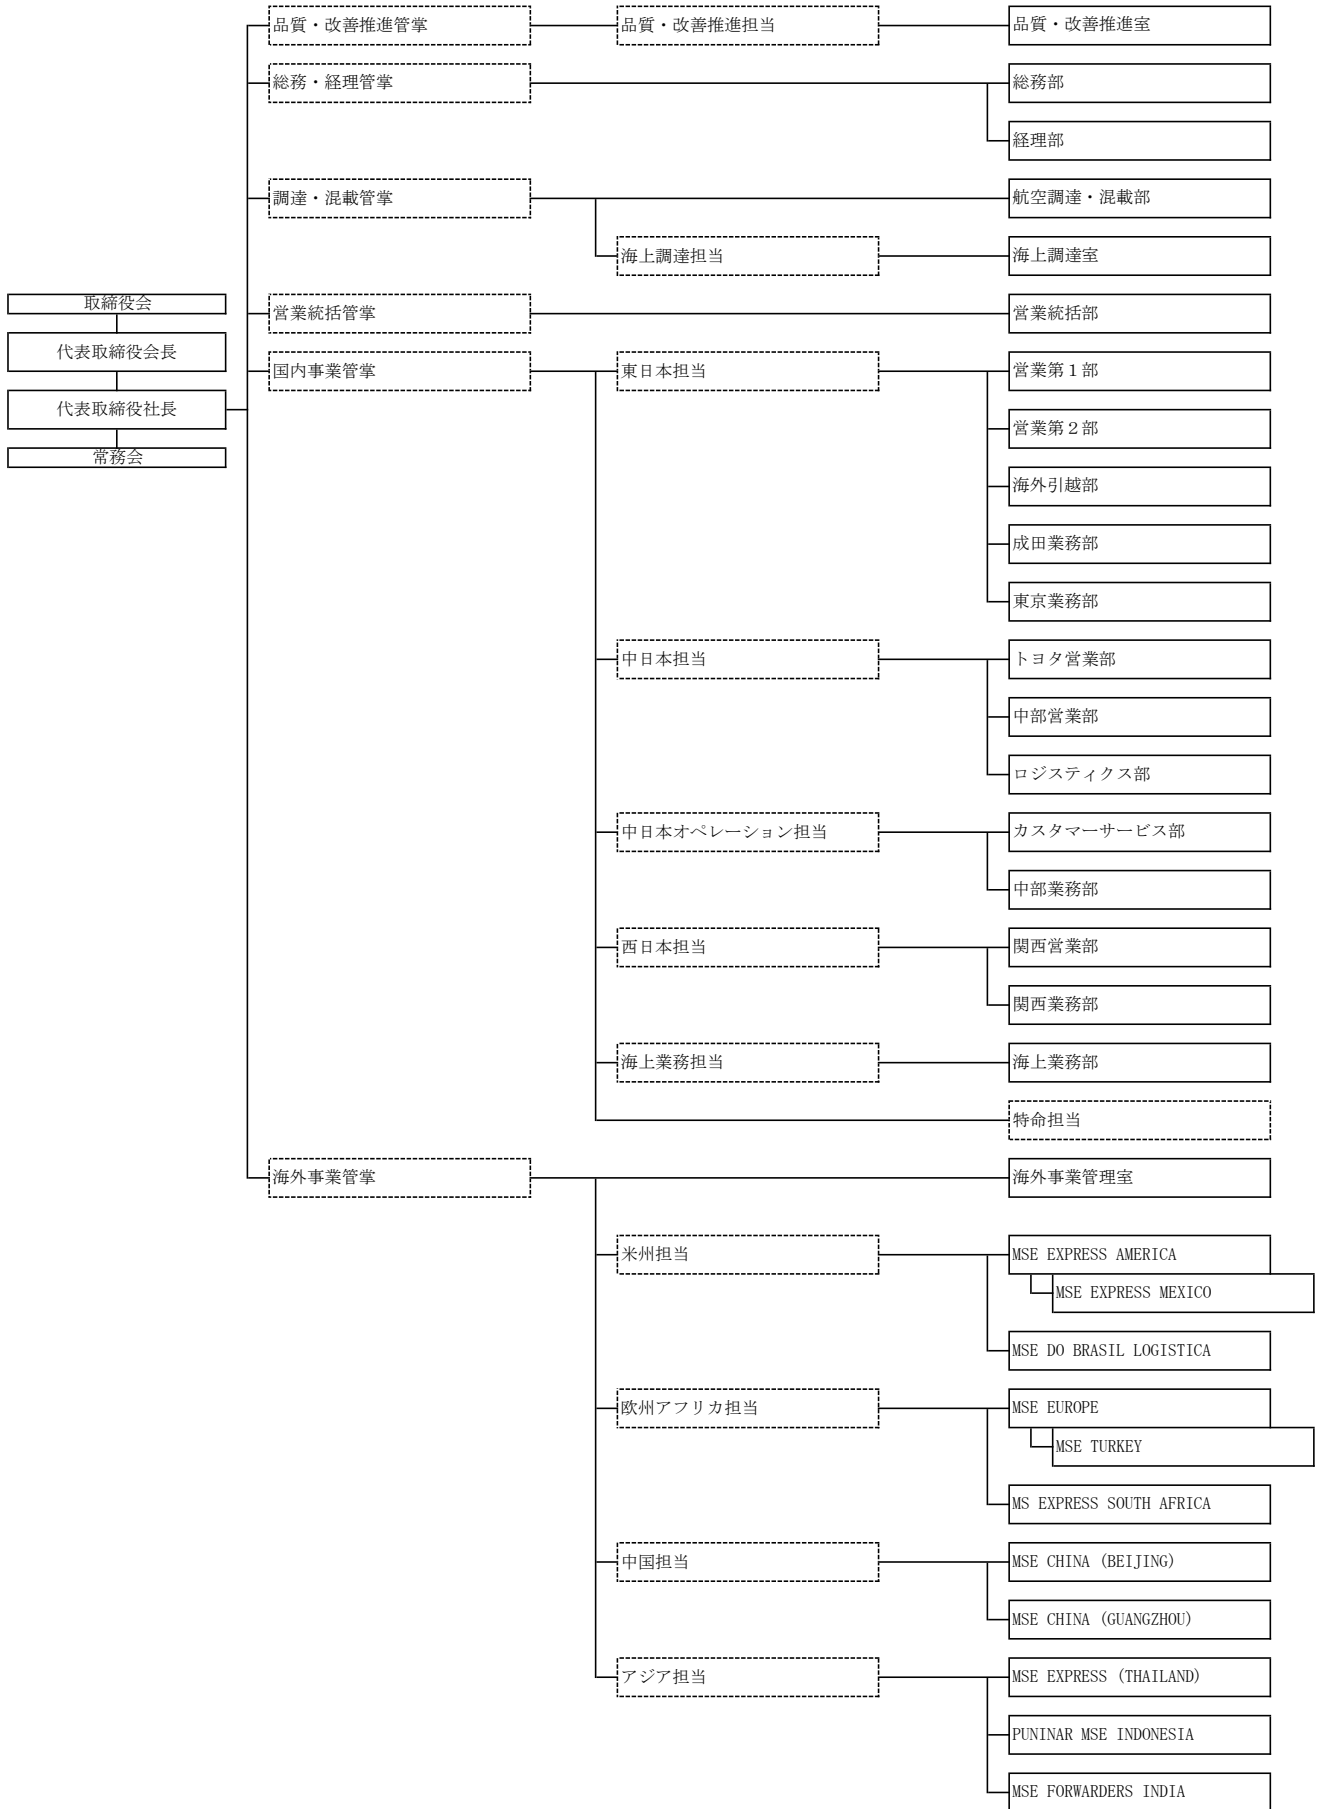 品質・改善推進管掌
品質・改善推進担当
品質・改善推進室
総務・経理管掌
総務部
経理部
調達・混載管掌
航空調達・混載部
海上調達担当
海上調達室
取締役会
代表取締役会長
代表取締役社長
常務会
営業統括管掌
営業統括部
国内事業管掌
東日本担当
営業第１部
営業第２部
海外引越部
成田業務部
東京業務部
中日本担当
トヨタ営業部
中部営業部
ロジスティクス部
中日本オペレーション担当
カスタマーサービス部
中部業務部
西日本担当
関西営業部
関西業務部
海上業務担当
海上業務部
特命担当
海外事業管掌
海外事業管理室
米州担当
MSE EXPRESS AMERICA
MSE EXPRESS MEXICO
MSE DO BRASIL LOGISTICA
欧州アフリカ担当
MSE EUROPE
MSE TURKEY
MS EXPRESS SOUTH AFRICA
中国担当
MSE CHINA (BEIJING)
MSE CHINA (GUANGZHOU)
アジア担当
MSE EXPRESS (THAILAND)
PUNINAR MSE INDONESIA
MSE FORWARDERS INDIA